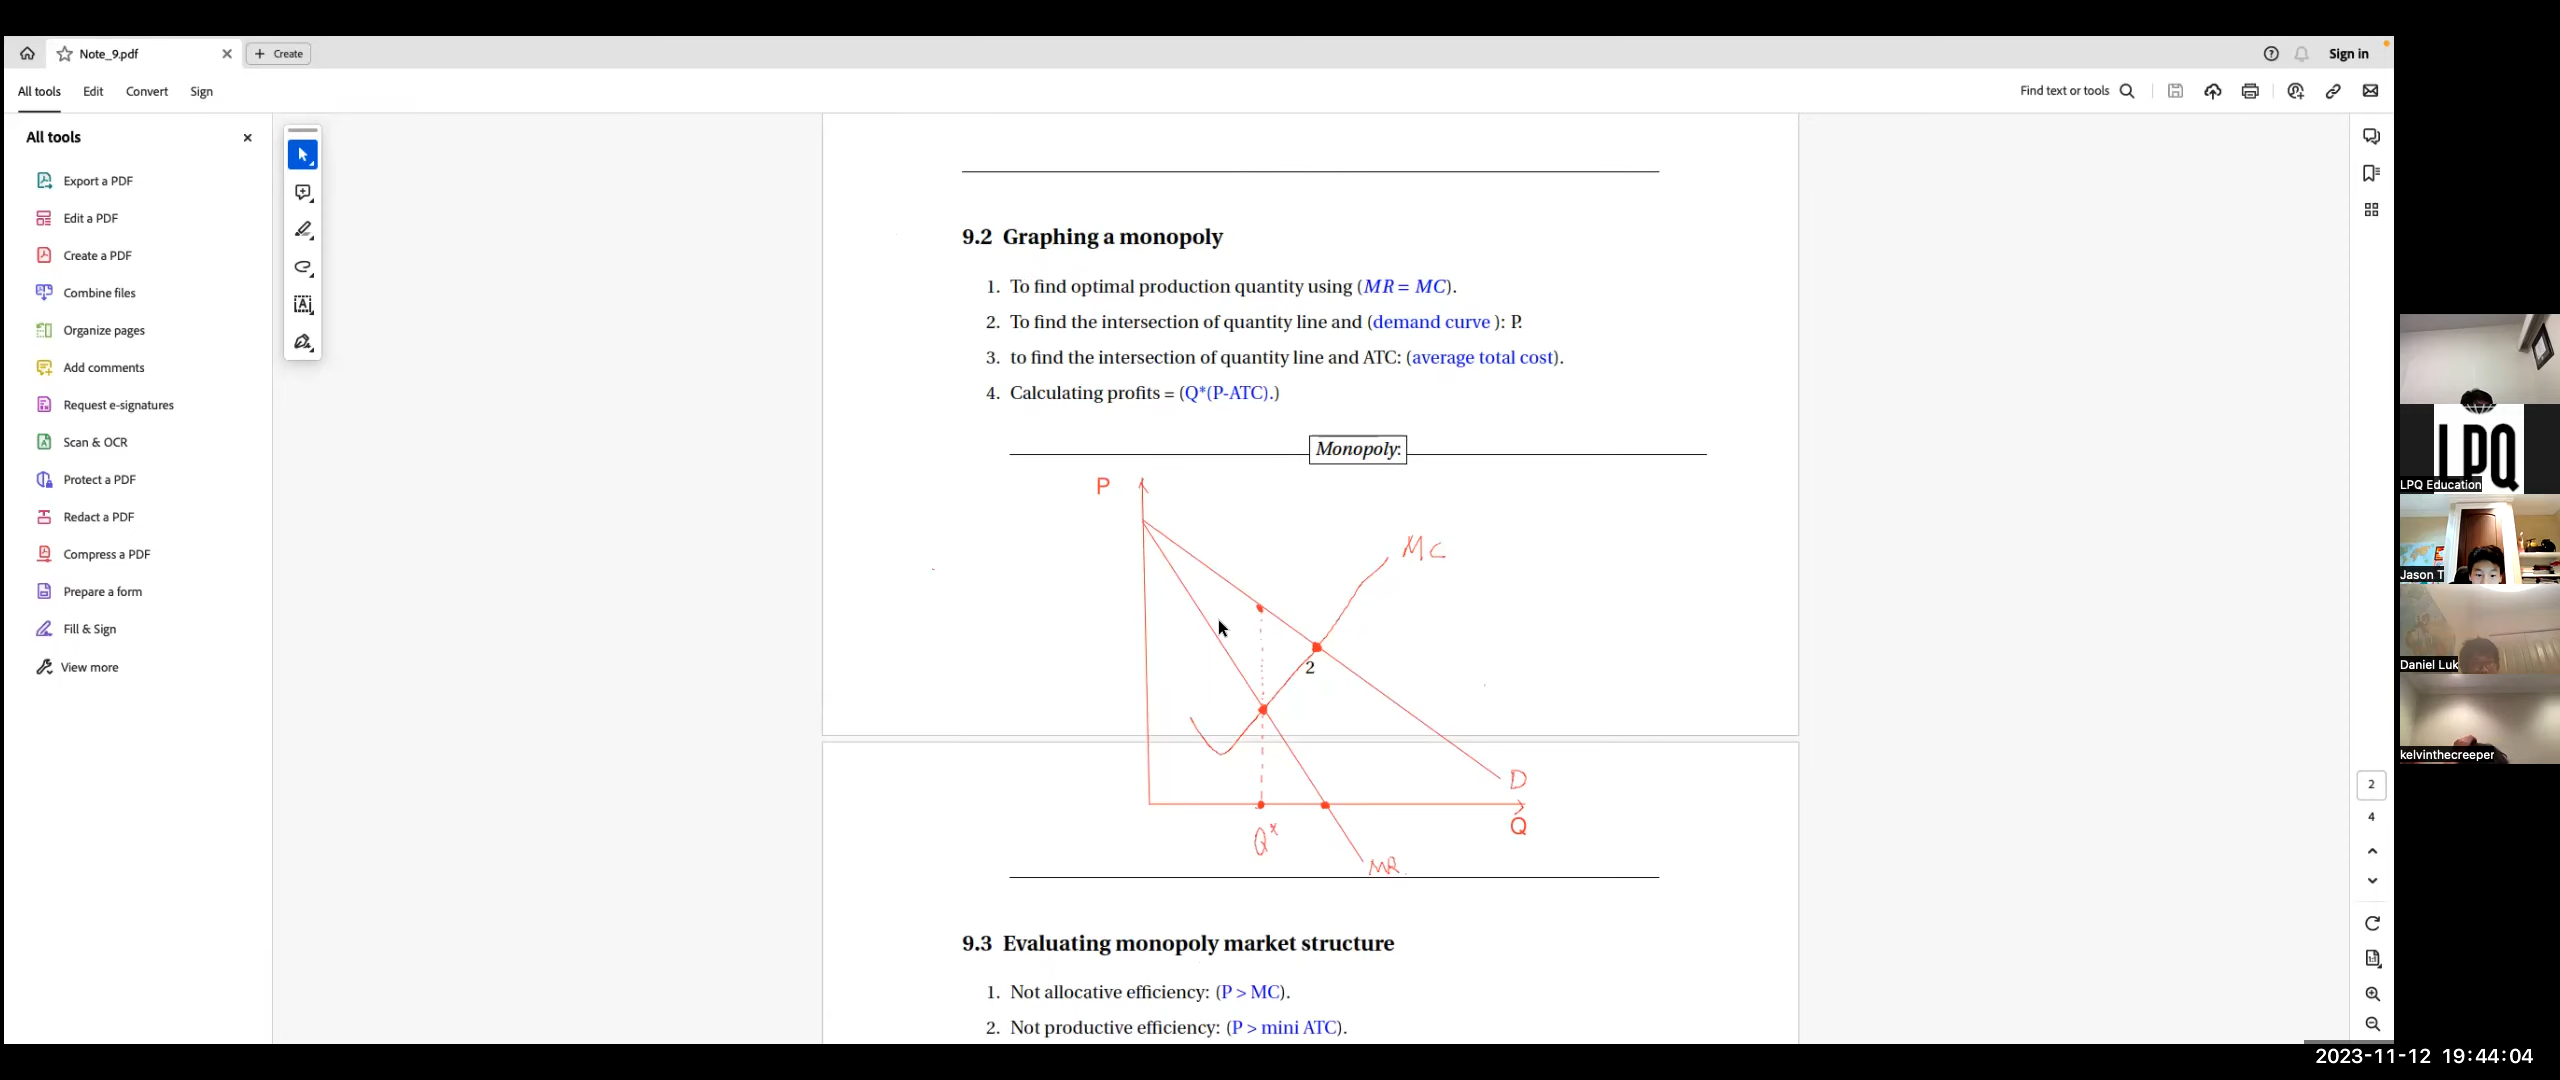 Note_9.pdf
Create
Sign in
All tools
Edit
Convert
Sign
Find text or tools
All tools
Export a PDF
Edit a PDF
Create a PDF
Combine files
Organize pages
Add comments
Request e-signatures
Scan & OCR
Protect a PDF
Redact a PDF
Compress a PDF
Prepare a form
Fill & Sign
View more
9.2 Graphing a monopoly
1. To find optimal production quantity using (MR = MC).
2. To find the intersection of quantity line and (demand curve ): P.
3. to find the intersection of quantity line and ATC: (average total cost).
4. Calculating profits = (Q*(P-ATC).)
Monopoly:
P
MC
2
D
Q
Q*
MR.
9.3 Evaluating monopoly market structure
1. Not allocative efficiency: (P > MC).
2. Not productive efficiency: (P > mini ATC).
2
4
LPQ
LPQ Education
Jason T
Daniel Luk
kelvinthecreeper
2023-11-12 19:44:04